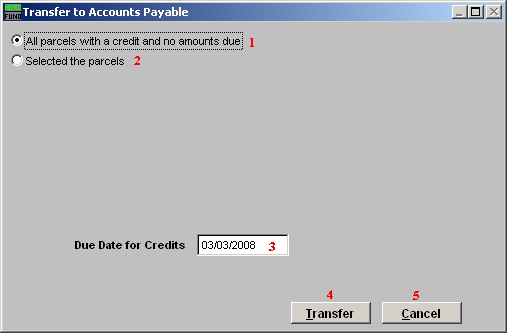 FUND Transfer to Accounts Payable
All parcels with a credit and no amounts due 1
Selected the parcels 2
Due Date for Credits 03/03/2008 3
4 5
Transfer Cancel